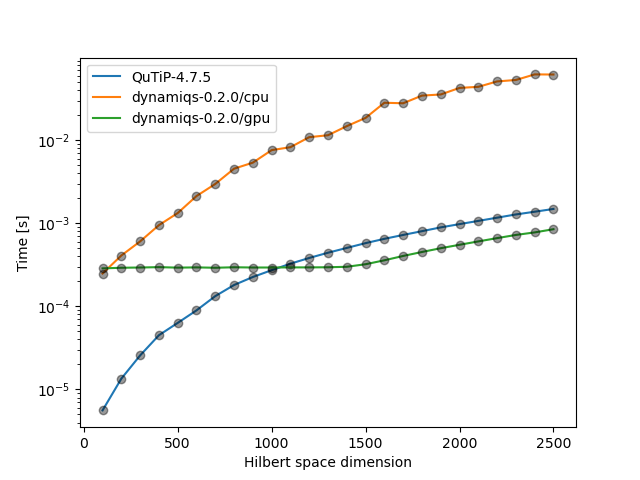 QuTiP-4.7.5
dynamiqs-0.2.0/cpu
dynamiqs-0.2.0/gpu
Time [s]
10⁻²
10⁻³
10⁻⁴
10⁻⁵
0 500 1000 1500 2000 2500
Hilbert space dimension